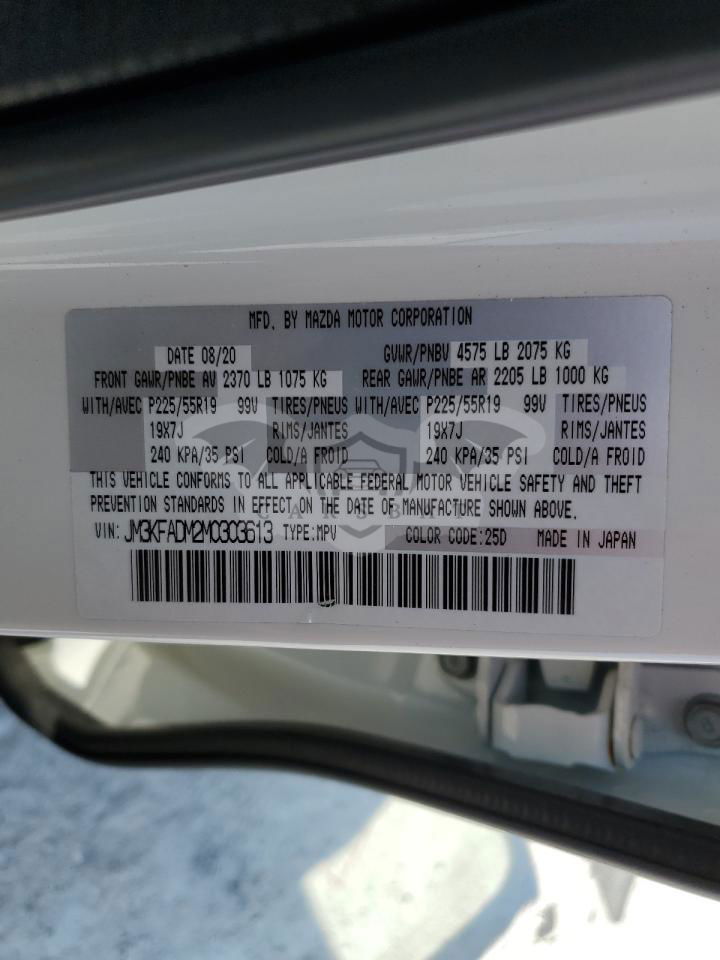 MFD. BY MAZDA MOTOR CORPORATION
DATE 08/20 GVWR/PNBV 4575 LB 2075 KG
FRONT GAWR/PNBE AV 2370 LB 1075 KG REAR GAWR/PNBE AR 2205 LB 1000 KG
WITH/AVEC P225/55R19 99V TIRES/PNEUS WITH/AVEC P225/55R19 99V TIRES/PNEUS
19X7J RIMS/JANTES 19X7J RIMS/JANTES
240 KPA/35 PSI COLD/A FROID 240 KPA/35 PSI COLD/A FROID
THIS VEHICLE CONFORMS TO ALL APPLICABLE FEDERAL MOTOR VEHICLE SAFETY AND THEFT
PREVENTION STANDARDS IN EFFECT ON THE DATE OF MANUFACTURE SHOWN ABOVE.
VIN: JM3KFADM2M0303613 TYPE:MPV COLOR CODE:25D MADE IN JAPAN